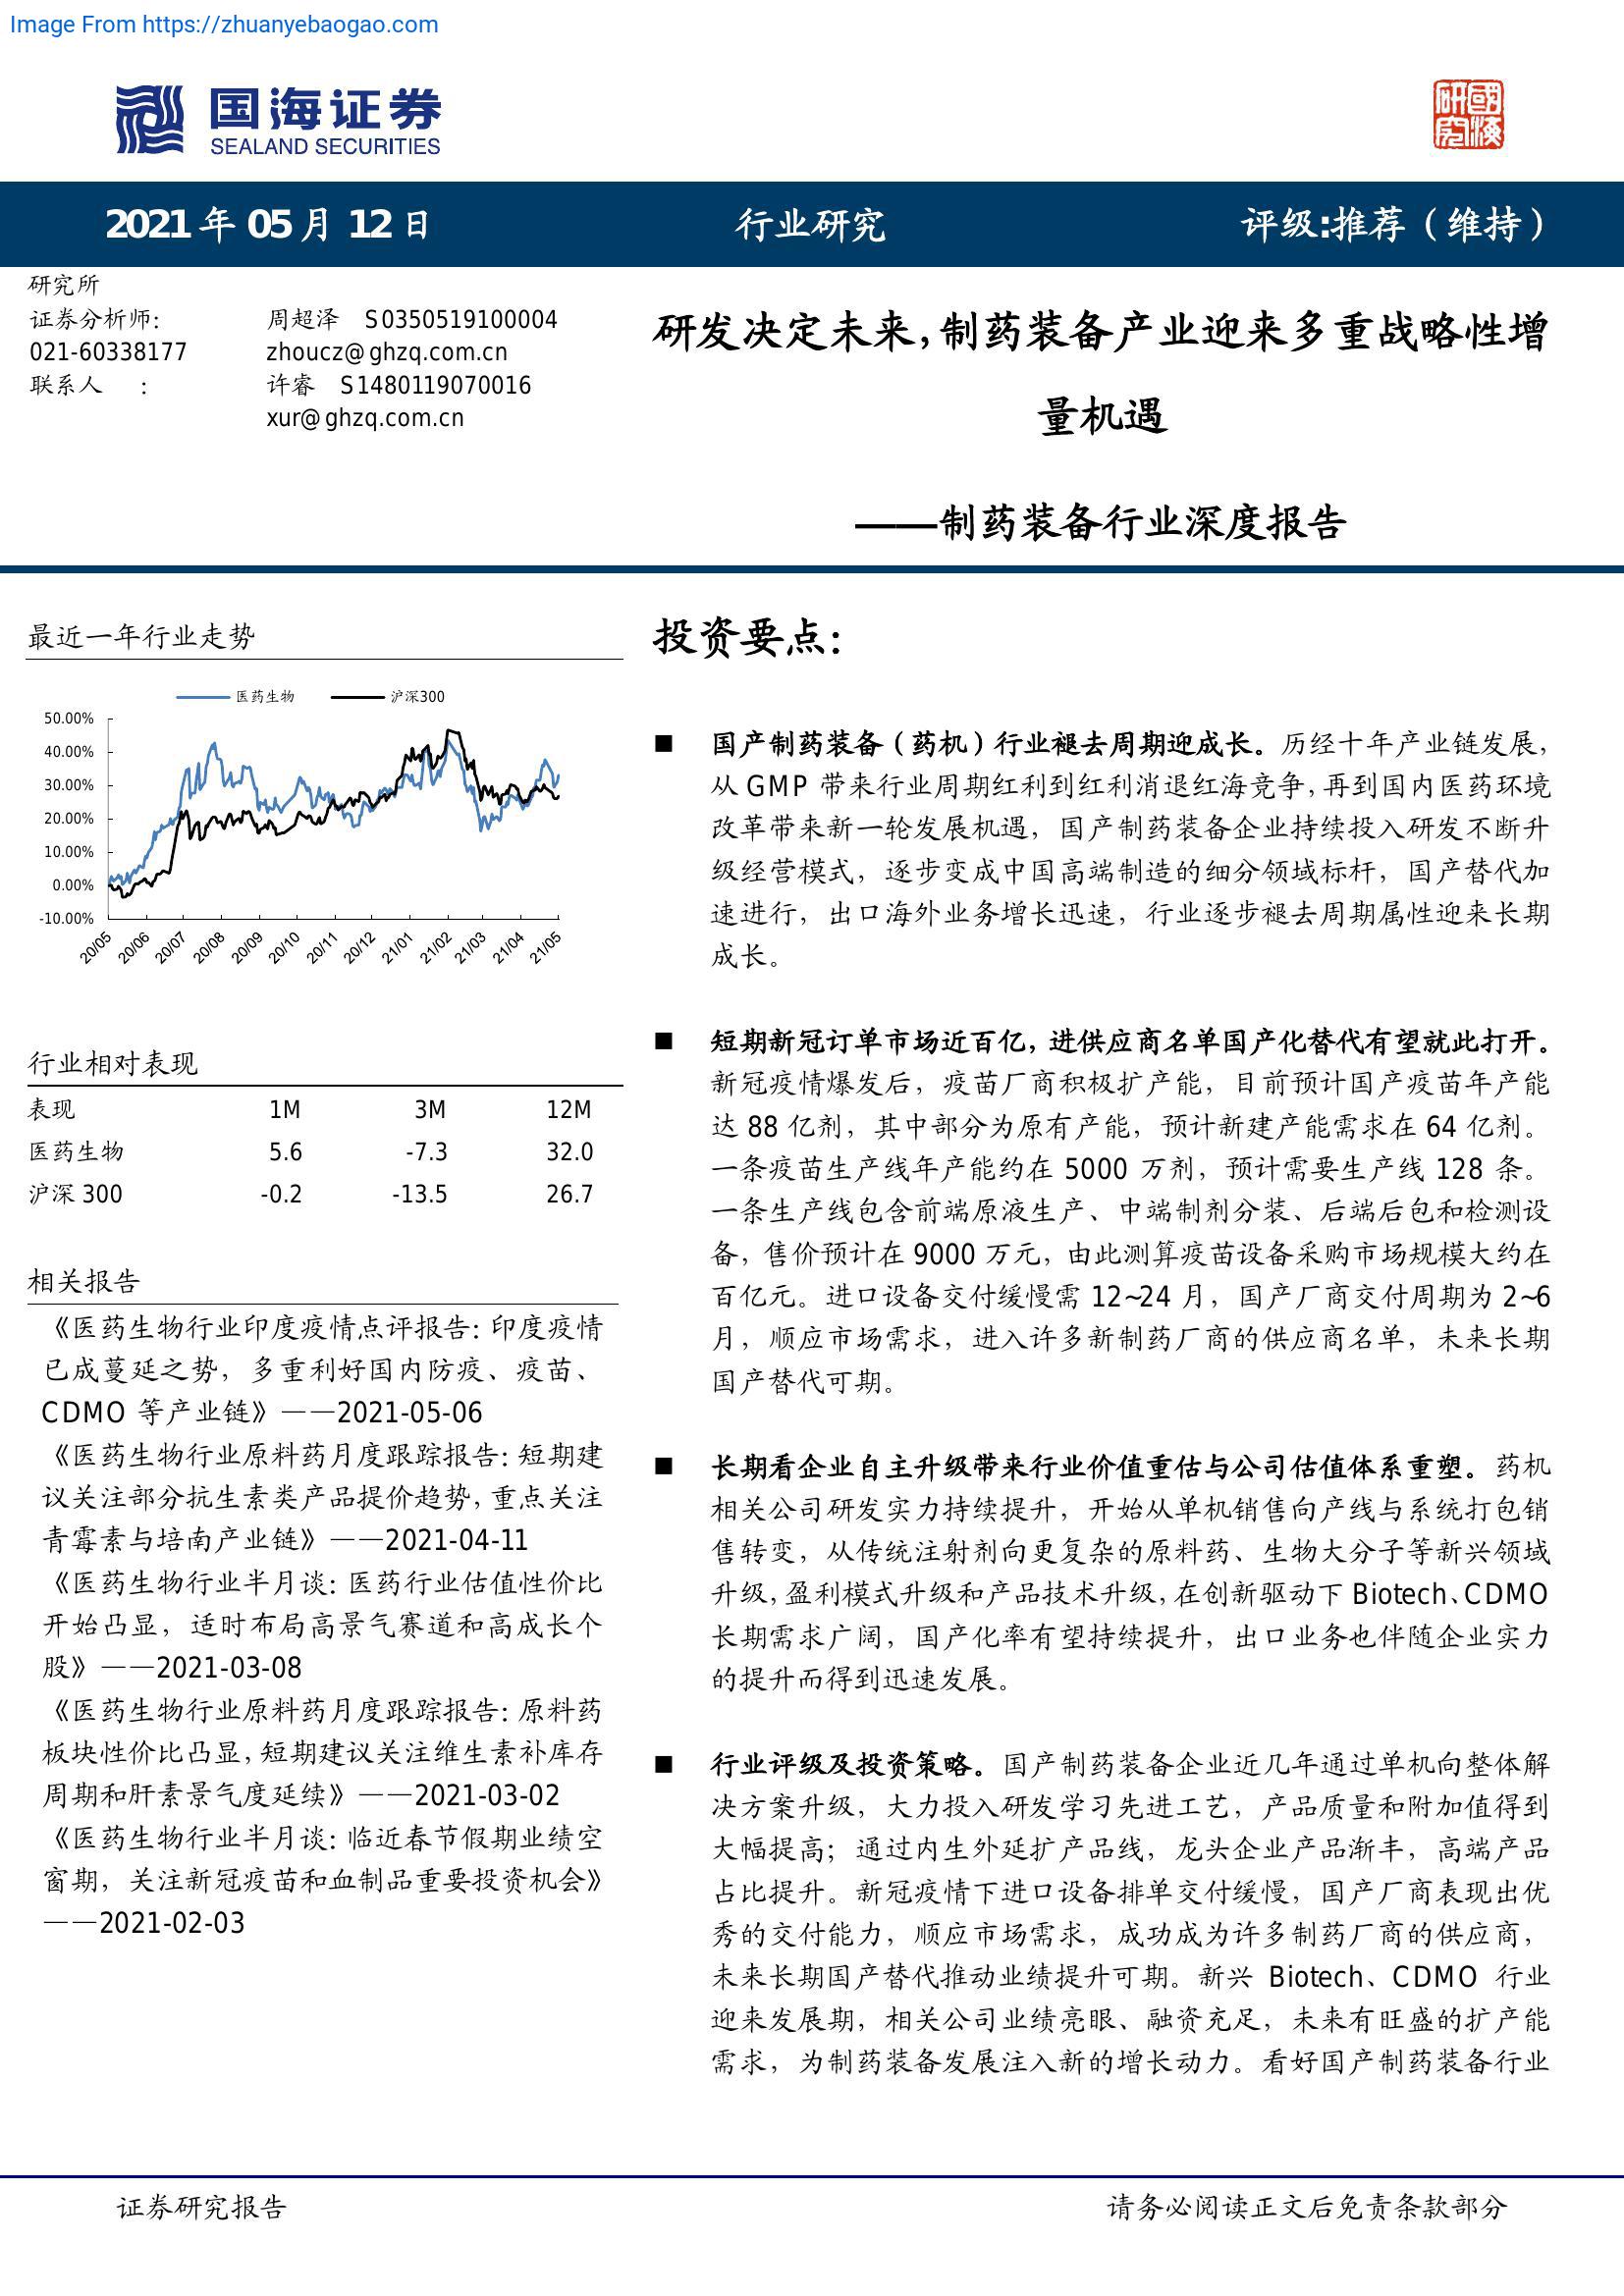 Image From https://zhuanyebaogao.com
国海证券
SEALAND SECURITIES
研究
國海
2021 年 05 月 12 日
行业研究
评级:推荐（维持）
研究所
证券分析师: 周超泽 S0350519100004
021-60338177 zhoucz@ghzq.com.cn
联系人 : 许睿 S1480119070016
xur@ghzq.com.cn
研发决定未来,制药装备产业迎来多重战略性增
量机遇
——制药装备行业深度报告
最近一年行业走势
医药生物 沪深300
50.00%
40.00%
30.00%
20.00%
10.00%
0.00%
-10.00%
20/05 20/06 20/07 20/08 20/09 20/10 20/11 20/12 21/01 21/02 21/03 21/04 21/05
行业相对表现
表现 1M 3M 12M
医药生物 5.6 -7.3 32.0
沪深 300 -0.2 -13.5 26.7
相关报告
《医药生物行业印度疫情点评报告: 印度疫情
已成蔓延之势，多重利好国内防疫、疫苗、
CDMO 等产业链》——2021-05-06
《医药生物行业原料药月度跟踪报告: 短期建
议关注部分抗生素类产品提价趋势, 重点关注
青霉素与培南产业链》——2021-04-11
《医药生物行业半月谈: 医药行业估值性价比
开始凸显，适时布局高景气赛道和高成长个
股》——2021-03-08
《医药生物行业原料药月度跟踪报告: 原料药
板块性价比凸显, 短期建议关注维生素补库存
周期和肝素景气度延续》——2021-03-02
《医药生物行业半月谈: 临近春节假期业绩空
窗期，关注新冠疫苗和血制品重要投资机会》
——2021-02-03
投资要点:
■ 国产制药装备（药机）行业褪去周期迎成长。历经十年产业链发展，
从 GMP 带来行业周期红利到红利消退红海竞争, 再到国内医药环境
改革带来新一轮发展机遇，国产制药装备企业持续投入研发不断升
级经营模式，逐步变成中国高端制造的细分领域标杆，国产替代加
速进行，出口海外业务增长迅速，行业逐步褪去周期属性迎来长期
成长。
■ 短期新冠订单市场近百亿, 进供应商名单国产化替代有望就此打开。
新冠疫情爆发后，疫苗厂商积极扩产能，目前预计国产疫苗年产能
达 88 亿剂，其中部分为原有产能，预计新建产能需求在 64 亿剂。
一条疫苗生产线年产能约在 5000 万剂，预计需要生产线 128 条。
一条生产线包含前端原液生产、中端制剂分装、后端后包和检测设
备，售价预计在 9000 万元，由此测算疫苗设备采购市场规模大约在
百亿元。进口设备交付缓慢需 12~24 月，国产厂商交付周期为 2~6
月，顺应市场需求，进入许多新制药厂商的供应商名单，未来长期
国产替代可期。
■ 长期看企业自主升级带来行业价值重估与公司估值体系重塑。药机
相关公司研发实力持续提升，开始从单机销售向产线与系统打包销
售转变，从传统注射剂向更复杂的原料药、生物大分子等新兴领域
升级, 盈利模式升级和产品技术升级, 在创新驱动下 Biotech、CDMO
长期需求广阔，国产化率有望持续提升，出口业务也伴随企业实力
的提升而得到迅速发展。
■ 行业评级及投资策略。国产制药装备企业近几年通过单机向整体解
决方案升级，大力投入研发学习先进工艺，产品质量和附加值得到
大幅提高；通过内生外延扩产品线，龙头企业产品渐丰，高端产品
占比提升。新冠疫情下进口设备排单交付缓慢，国产厂商表现出优
秀的交付能力，顺应市场需求，成功成为许多制药厂商的供应商，
未来长期国产替代推动业绩提升可期。新兴 Biotech、CDMO 行业
迎来发展期，相关公司业绩亮眼、融资充足，未来有旺盛的扩产能
需求，为制药装备发展注入新的增长动力。看好国产制药装备行业
证券研究报告
请务必阅读正文后免责条款部分